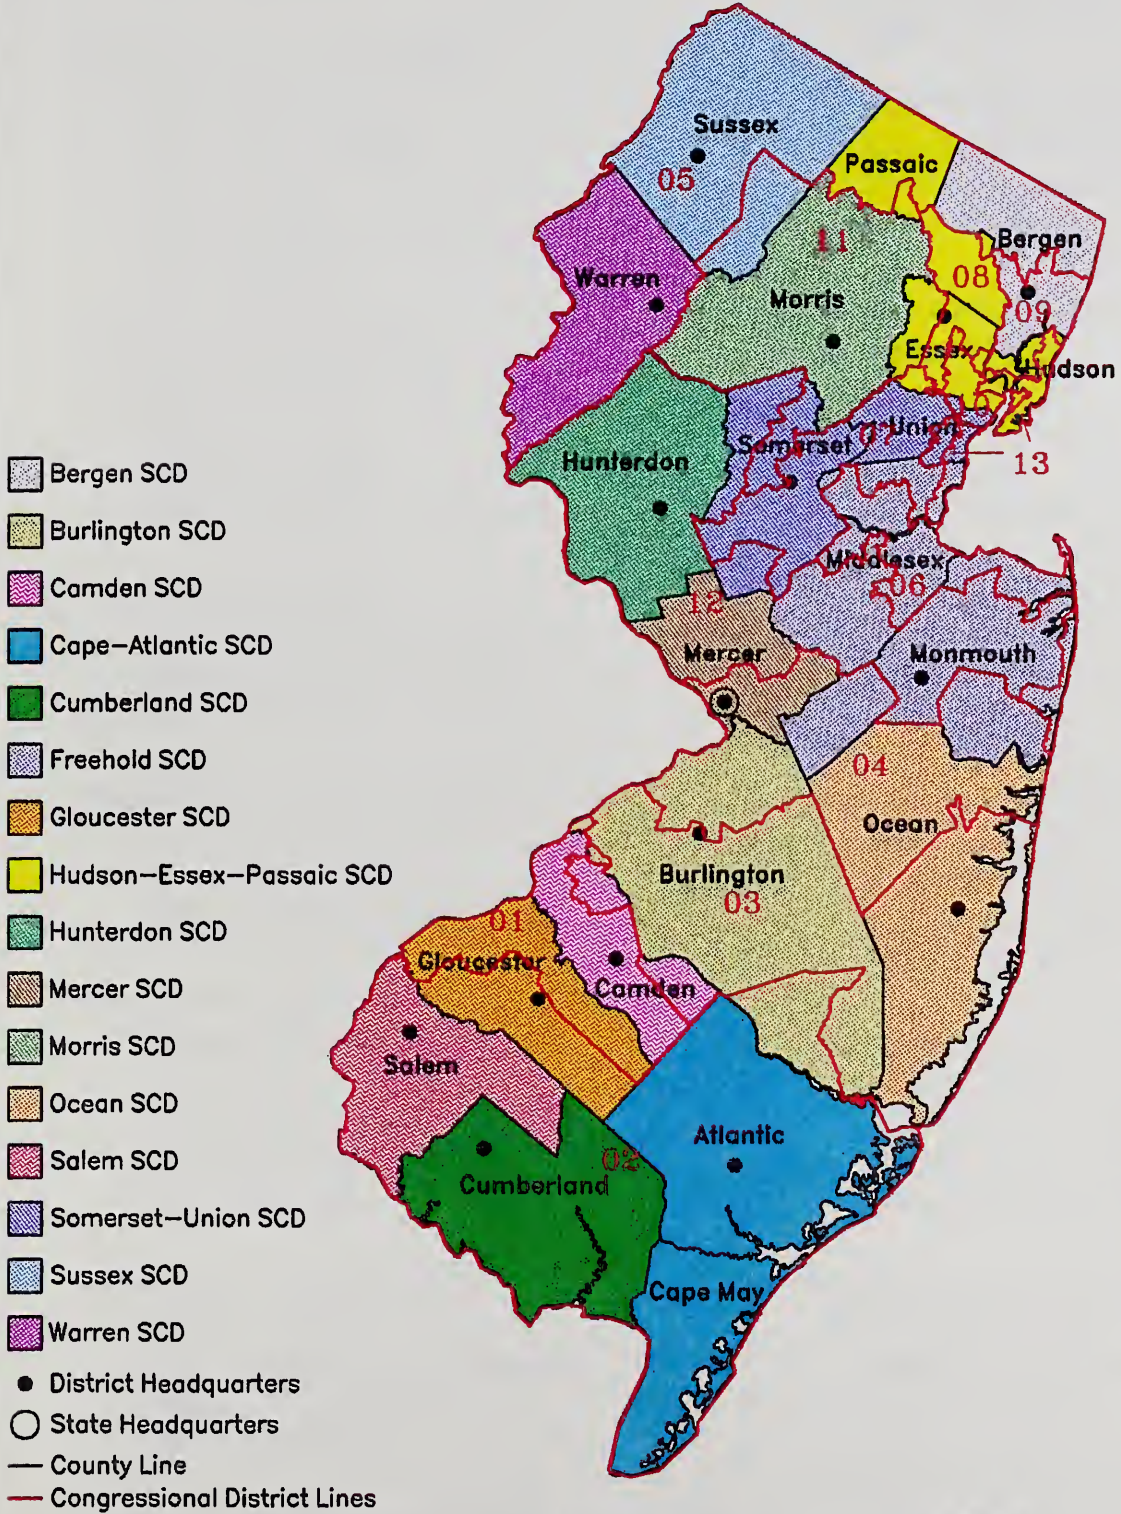 Sussex
05
Passaic
11
Bergen
Warren
08
Morris
09
Essex
Hudson
Union
Somerset
Hunterdon
13
Middlesex
06
12
Mercer
Monmouth
04
Ocean
Burlington
03
01
Gloucester
Camden
Salem
Atlantic
02
Cumberland
Cape May
Bergen SCD
Burlington SCD
Camden SCD
Cape-Atlantic SCD
Cumberland SCD
Freehold SCD
Gloucester SCD
Hudson-Essex-Passaic SCD
Hunterdon SCD
Mercer SCD
Morris SCD
Ocean SCD
Salem SCD
Somerset-Union SCD
Sussex SCD
Warren SCD
District Headquarters
State Headquarters
County Line
Congressional District Lines